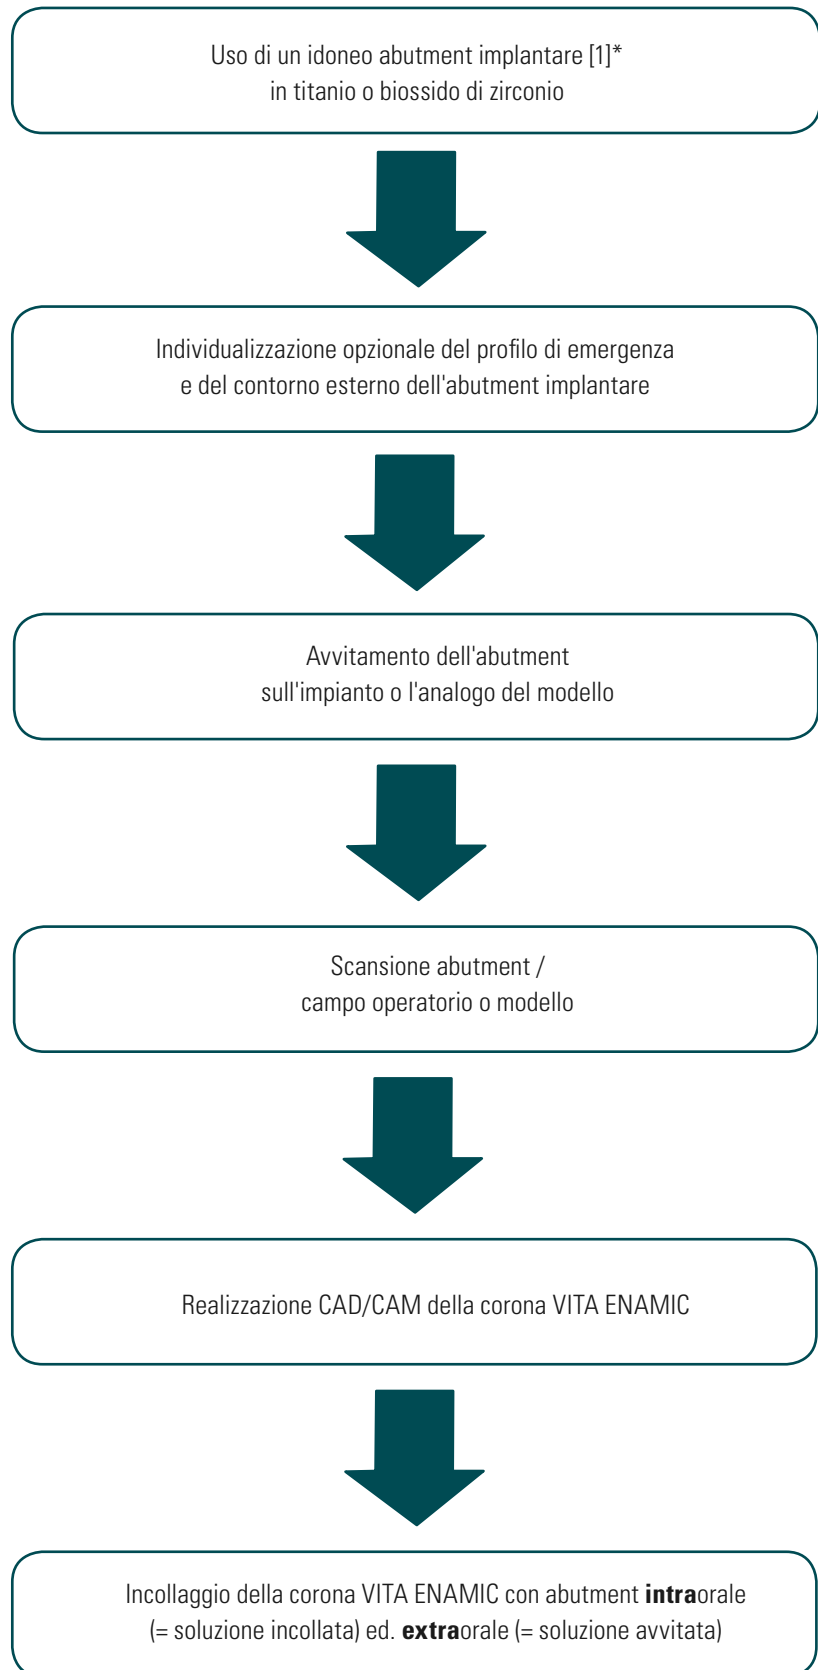 Uso di un idoneo abutment implantare [1]*
in titanio o biossido di zirconio
Individualizzazione opzionale del profilo di emergenza
e del contorno esterno dell'abutment implantare
Avvitamento dell'abutment
sull'impianto o l'analogo del modello
Scansione abutment /
campo operatorio o modello
Realizzazione CAD/CAM della corona VITA ENAMIC
Incollaggio della corona VITA ENAMIC con abutment intraorale
(= soluzione incollata) ed. extraorale (= soluzione avvitata)